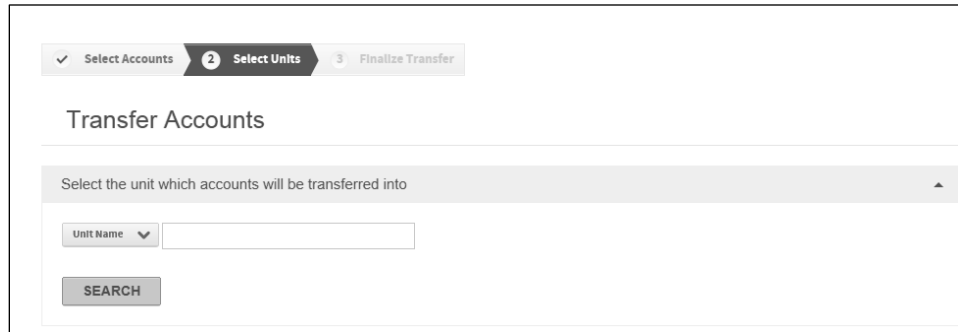 Select Accounts 2 Select Units 3 Finalize Transfer
Transfer Accounts
Select the unit which accounts will be transferred into
Unit Name
SEARCH